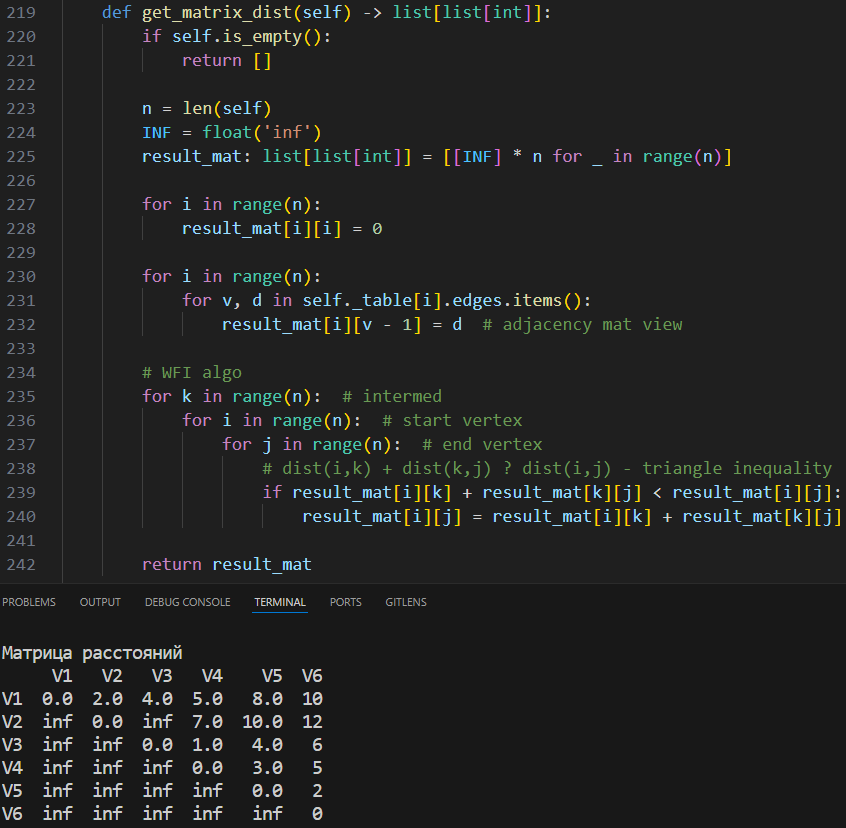 219 def get_matrix_dist(self) -> list[list[int]]:
220 if self.is_empty():
221 return []
222
223 n = len(self)
224 INF = float('inf')
225 result_mat: list[list[int]] = [[INF] * n for _ in range(n)]
226
227 for i in range(n):
228 result_mat[i][i] = 0
229
230 for i in range(n):
231 for v, d in self._table[i].edges.items():
232 result_mat[i][v - 1] = d  # adjacency mat view
233
234 # WFI algo
235 for k in range(n):  # intermed
236 for i in range(n):  # start vertex
237 for j in range(n):  # end vertex
238 # dist(i,k) + dist(k,j) ? dist(i,j) - triangle inequality
239 if result_mat[i][k] + result_mat[k][j] < result_mat[i][j]:
240 result_mat[i][j] = result_mat[i][k] + result_mat[k][j]
241
242 return result_mat
PROBLEMS OUTPUT DEBUG CONSOLE TERMINAL PORTS GITLENS
Матрица расстояний
V1 V2 V3 V4 V5 V6
V1 0.0 2.0 4.0 5.0 8.0 10
V2 inf 0.0 inf 7.0 10.0 12
V3 inf inf 0.0 1.0 4.0 6
V4 inf inf inf 0.0 3.0 5
V5 inf inf inf inf 0.0 2
V6 inf inf inf inf inf 0